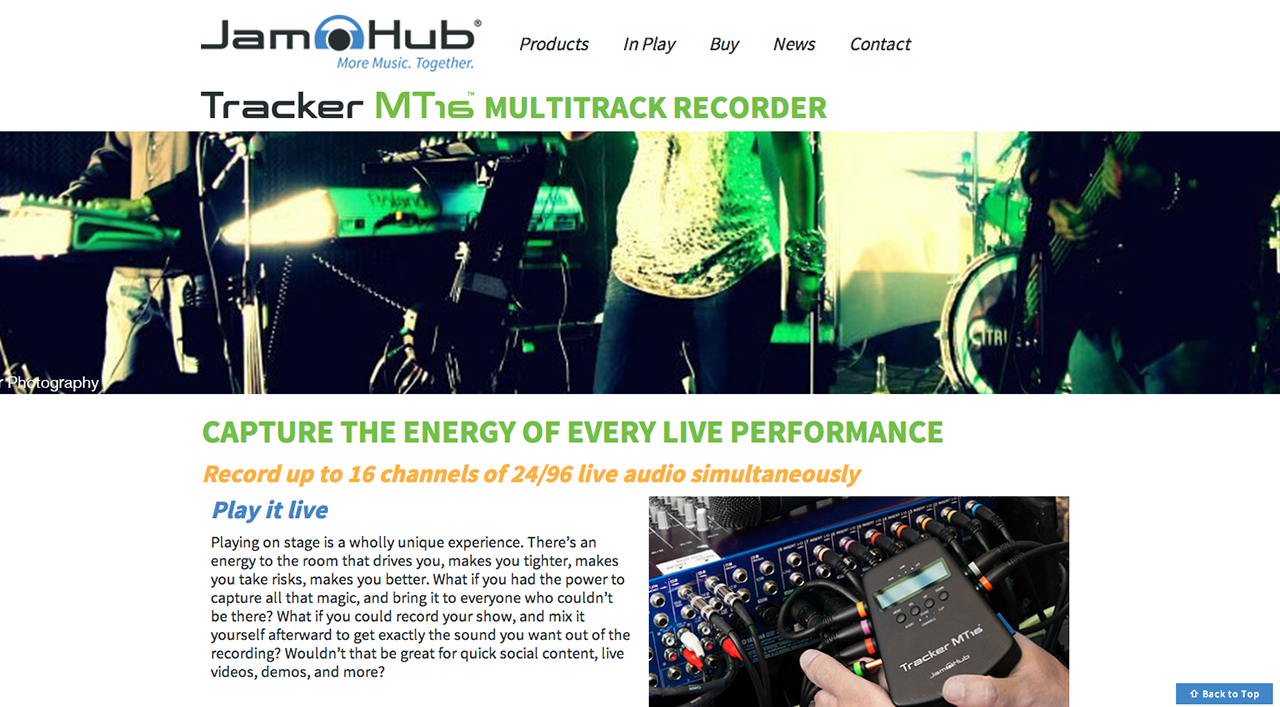 JamHub®
More Music. Together.
Products In Play Buy News Contact
Tracker MT16™ MULTITRACK RECORDER
Roland
CITRUS
r Photography
CAPTURE THE ENERGY OF EVERY LIVE PERFORMANCE
Record up to 16 channels of 24/96 live audio simultaneously
Play it live
Playing on stage is a wholly unique experience. There’s an
energy to the room that drives you, makes you tighter, makes
you take risks, makes you better. What if you had the power to
capture all that magic, and bring it to everyone who couldn’t
be there? What if you could record your show, and mix it
yourself afterward to get exactly the sound you want out of the
recording? Wouldn’t that be great for quick social content, live
videos, demos, and more?
Tracker MT16
JamHub
⇧ Back to Top